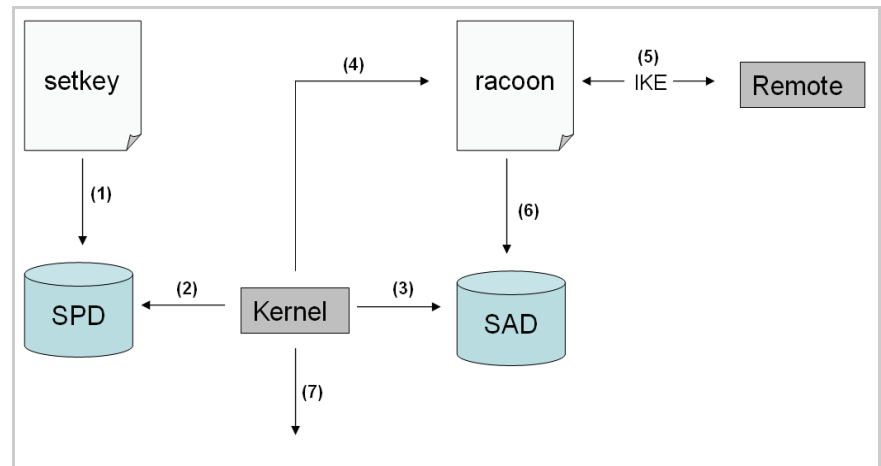 setkey
(4)
racoon
(5)
IKE
Remote
(1)
(6)
SPD
(2)
Kernel
(3)
SAD
(7)